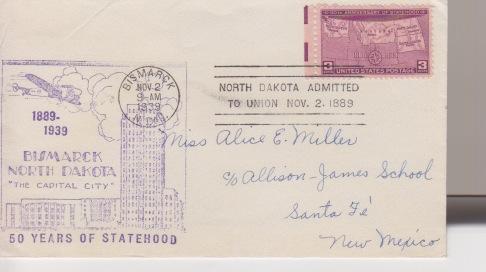 50TH ANNIVERSARY OF STATEHOOD
3 UNITED STATES POSTAGE 3
BISMARCK
NOV 2
9-AM
1939
N.DAK.
NORTH DAKOTA ADMITTED
TO UNION NOV. 2. 1889
1889-
1939
BISMARCK
NORTH DAKOTA
"THE CAPITAL CITY"
50 YEARS OF STATEHOOD
Miss Alice E. Miller
c/o Allison-James School
Santa Fé
New Mexico